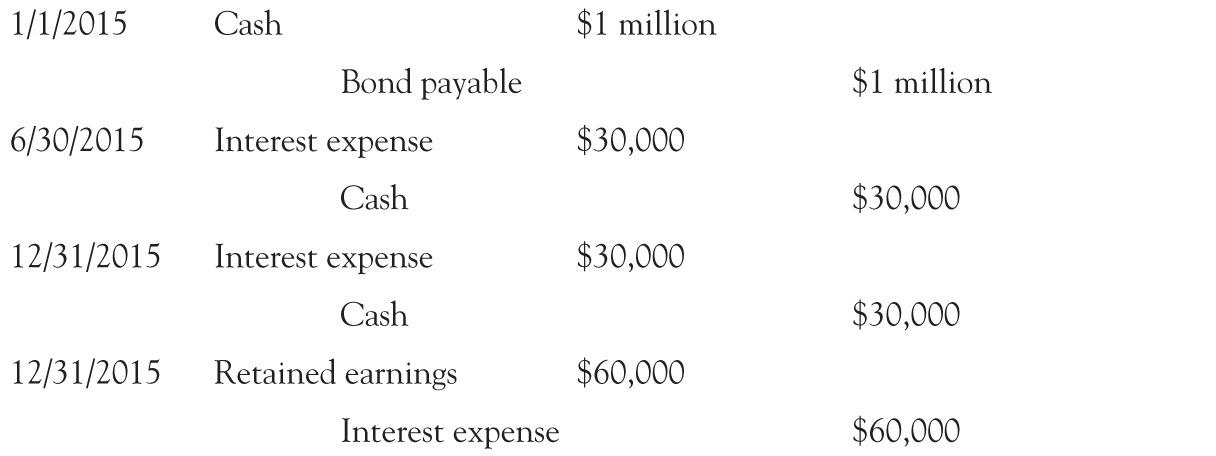 1/1/2015 Cash $1 million
Bond payable $1 million
6/30/2015 Interest expense $30,000
Cash $30,000
12/31/2015 Interest expense $30,000
Cash $30,000
12/31/2015 Retained earnings $60,000
Interest expense $60,000